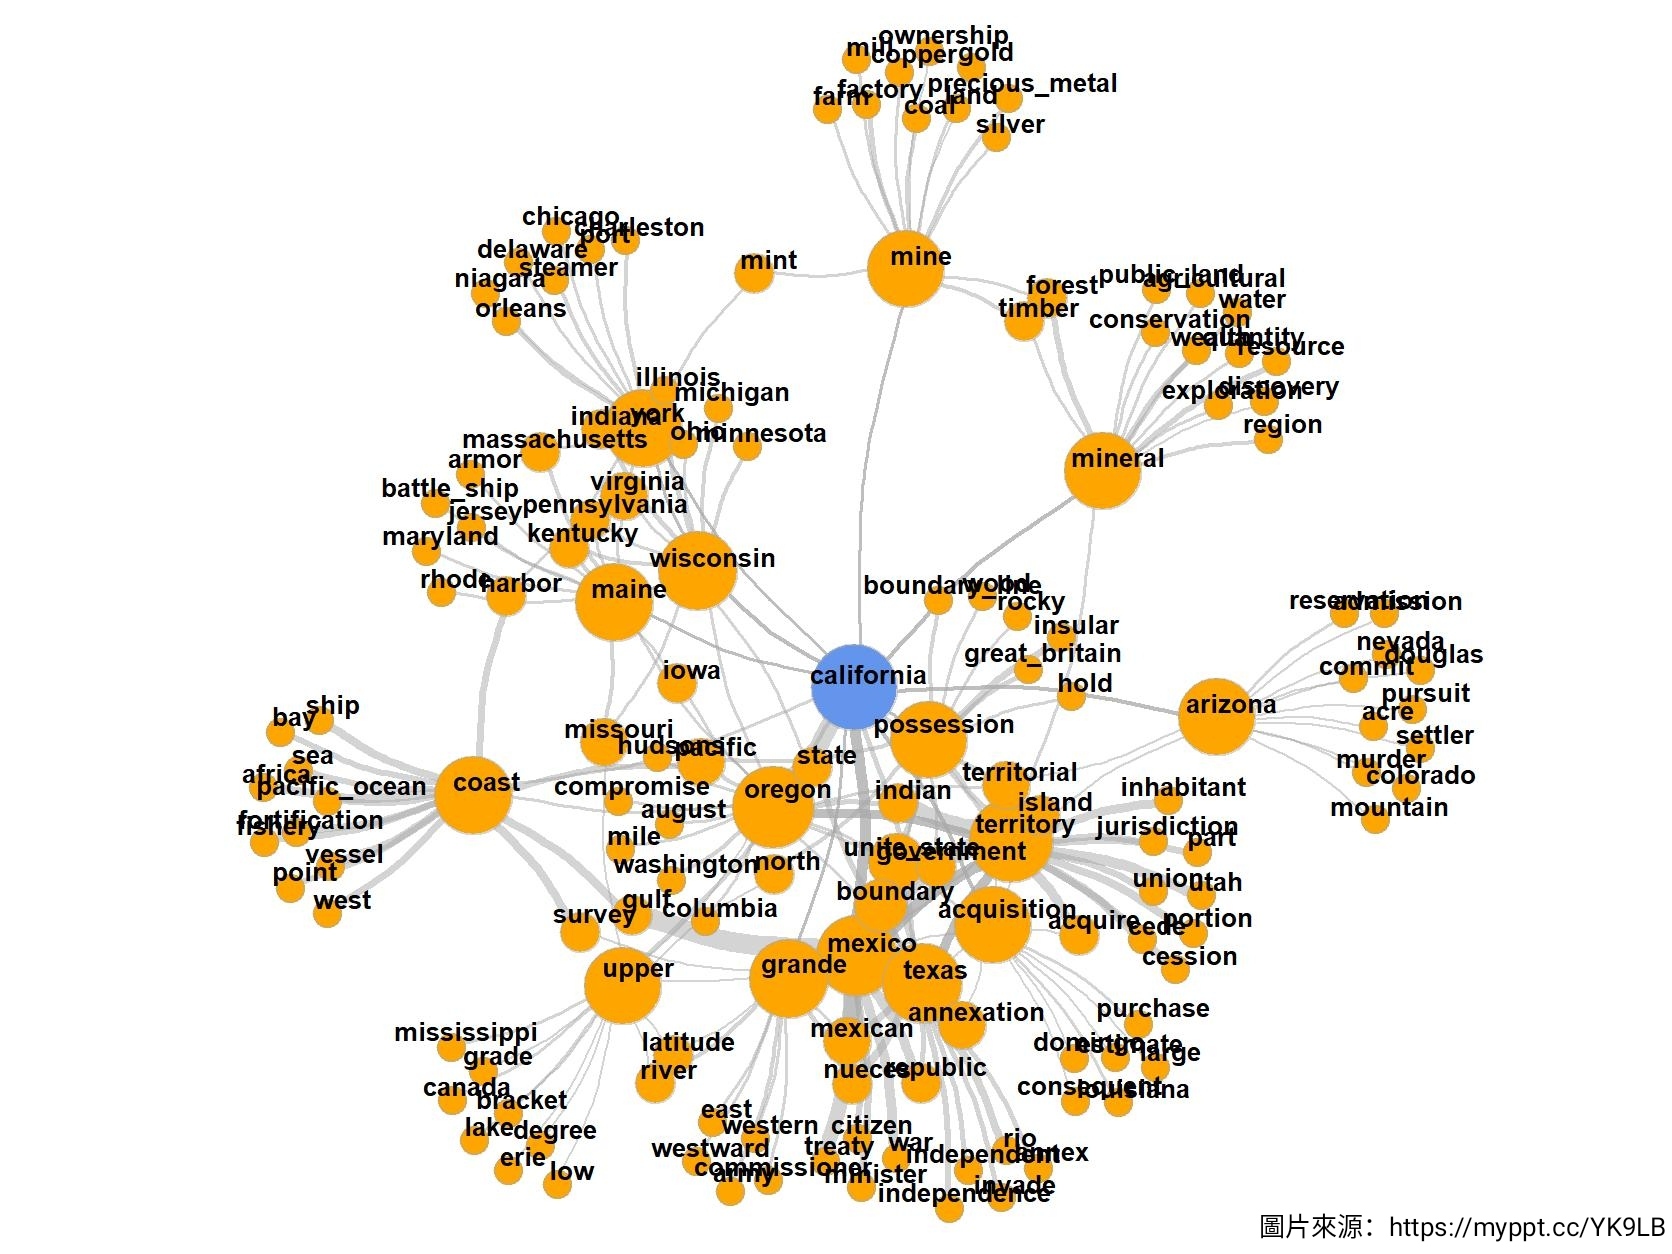 ownership
mill
copper
gold
precious_metal
factory
farm
land
coal
silver
chicago
charleston
port
delaware
steamer
niagara
orleans
mint
mine
forest
timber
public_land
agricultural
water
conservation
wealth
quantity
resource
discovery
exploration
region
mineral
illinois
michigan
indiana
york
ohio
minnesota
massachusetts
armor
virginia
battle_ship
pennsylvania
jersey
maryland
kentucky
wisconsin
rhode
harbor
maine
boundary_line
wood
rocky
insular
great_britain
hold
iowa
california
possession
reservation
admission
nevada
douglas
commit
pursuit
arizona
acre
settler
murder
colorado
mountain
ship
bay
sea
africa
pacific_ocean
fortification
fishery
vessel
point
west
coast
missouri
hudsons
pacific
state
compromise
august
oregon
indian
territorial
island
territory
inhabitant
jurisdiction
part
mile
washington
north
unite_state
government
union
utah
boundary
gulf
columbia
survey
acquisition
acquire
portion
cede
cession
mexico
upper
grande
texas
annexation
purchase
mississippi
grade
latitude
mexican
domingo
estimate
large
river
nueces
republic
consequent
louisiana
canada
bracket
lake
degree
erie
low
east
western
citizen
westward
treaty
war
rio
commissioner
independent
annex
army
minister
independence
invade
圖片來源：https://myppt.cc/YK9LB